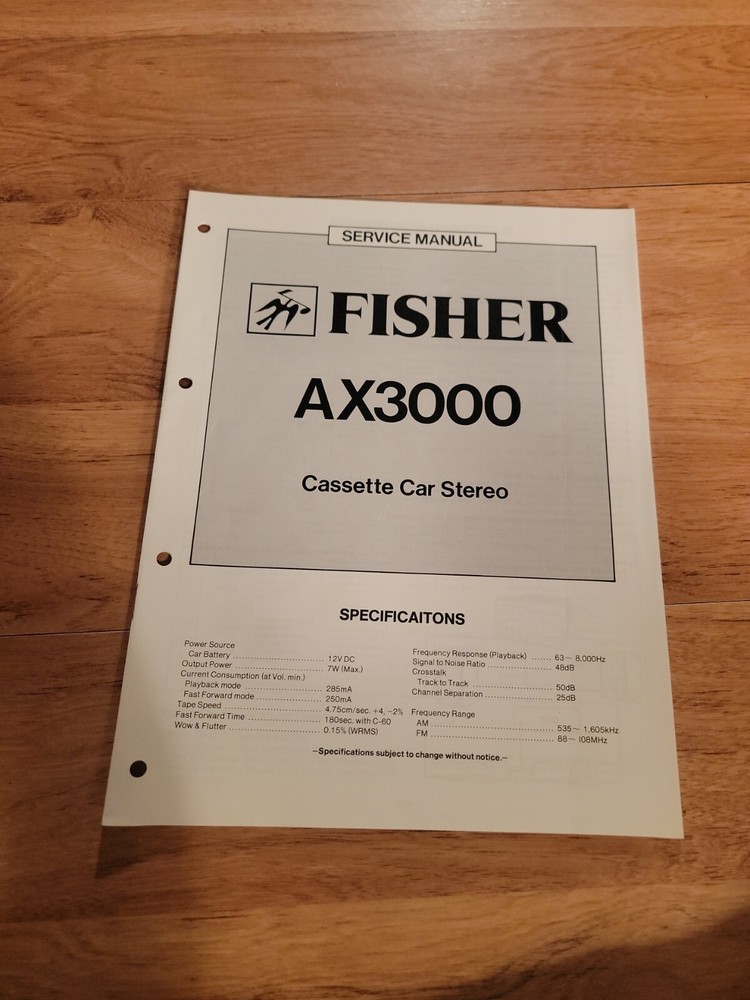 SERVICE MANUAL
FISHER
AX3000
Cassette Car Stereo
SPECIFICAITONS
Power Source
Car Battery ........................ 12V DC
Output Power ........................ 7W (Max.)
Current Consumption (at Vol. min.)
Playback mode ........................ 285mA
Fast Forward mode ........................ 250mA
Tape Speed ........................ 4.75cm/sec. +4, -2%
Fast Forward Time ........................ 180sec. with C-60
Wow & Flutter ........................ 0.15% (WRMS)
Frequency Response (Playback) ...... 63~ 8,000Hz
Signal to Noise Ratio ........................ 48dB
Crosstalk
Track to Track ........................ 50dB
Channel Separation ........................ 25dB
Frequency Range
AM ........................ 535~ 1,605kHz
FM ........................ 88~ 108MHz
–Specifications subject to change without notice.–